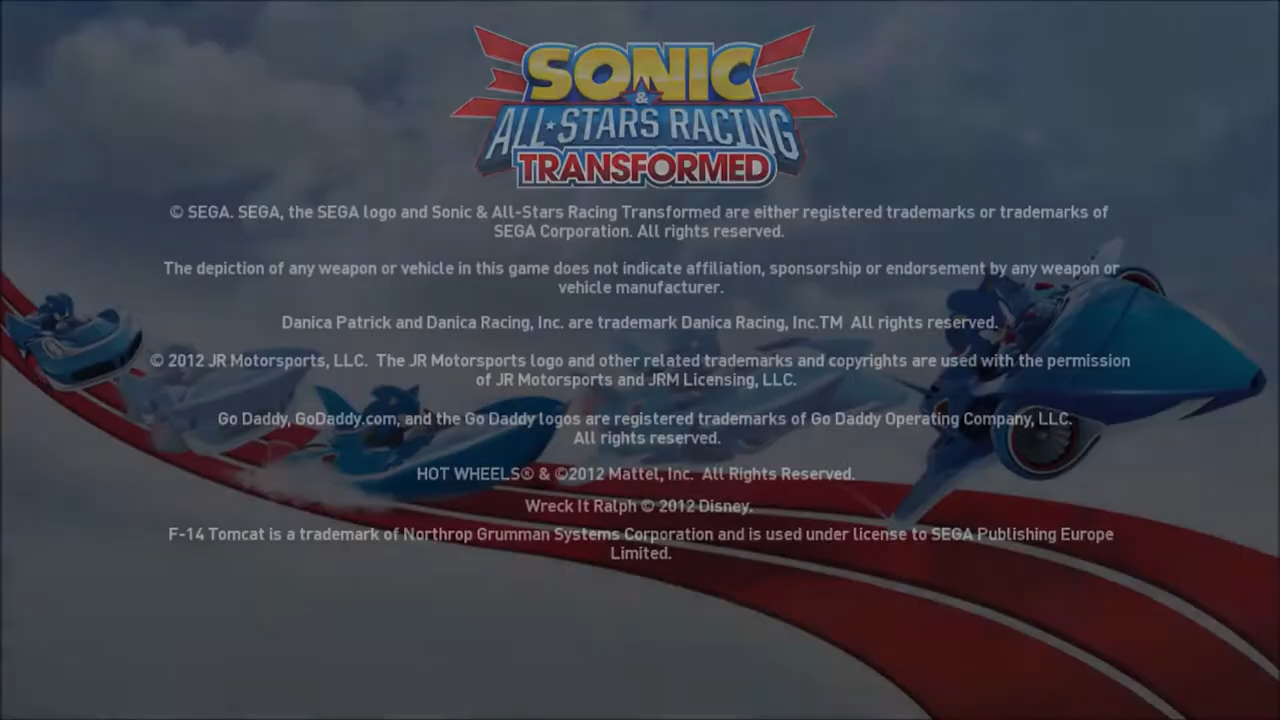 SONIC
&
ALL-STARS RACING
TRANSFORMED
© SEGA. SEGA, the SEGA logo and Sonic & All-Stars Racing Transformed are either registered trademarks or trademarks of
SEGA Corporation. All rights reserved.
The depiction of any weapon or vehicle in this game does not indicate affiliation, sponsorship or endorsement by any weapon or
vehicle manufacturer.
Danica Patrick and Danica Racing, Inc. are trademark Danica Racing, Inc.TM  All rights reserved.
© 2012 JR Motorsports, LLC.  The JR Motorsports logo and other related trademarks and copyrights are used with the permission
of JR Motorsports and JRM Licensing, LLC.
Go Daddy, GoDaddy.com, and the Go Daddy logos are registered trademarks of Go Daddy Operating Company, LLC.
All rights reserved.
HOT WHEELS® & ©2012 Mattel, Inc.  All Rights Reserved.
Wreck It Ralph © 2012 Disney.
F-14 Tomcat is a trademark of Northrop Grumman Systems Corporation and is used under license to SEGA Publishing Europe
Limited.